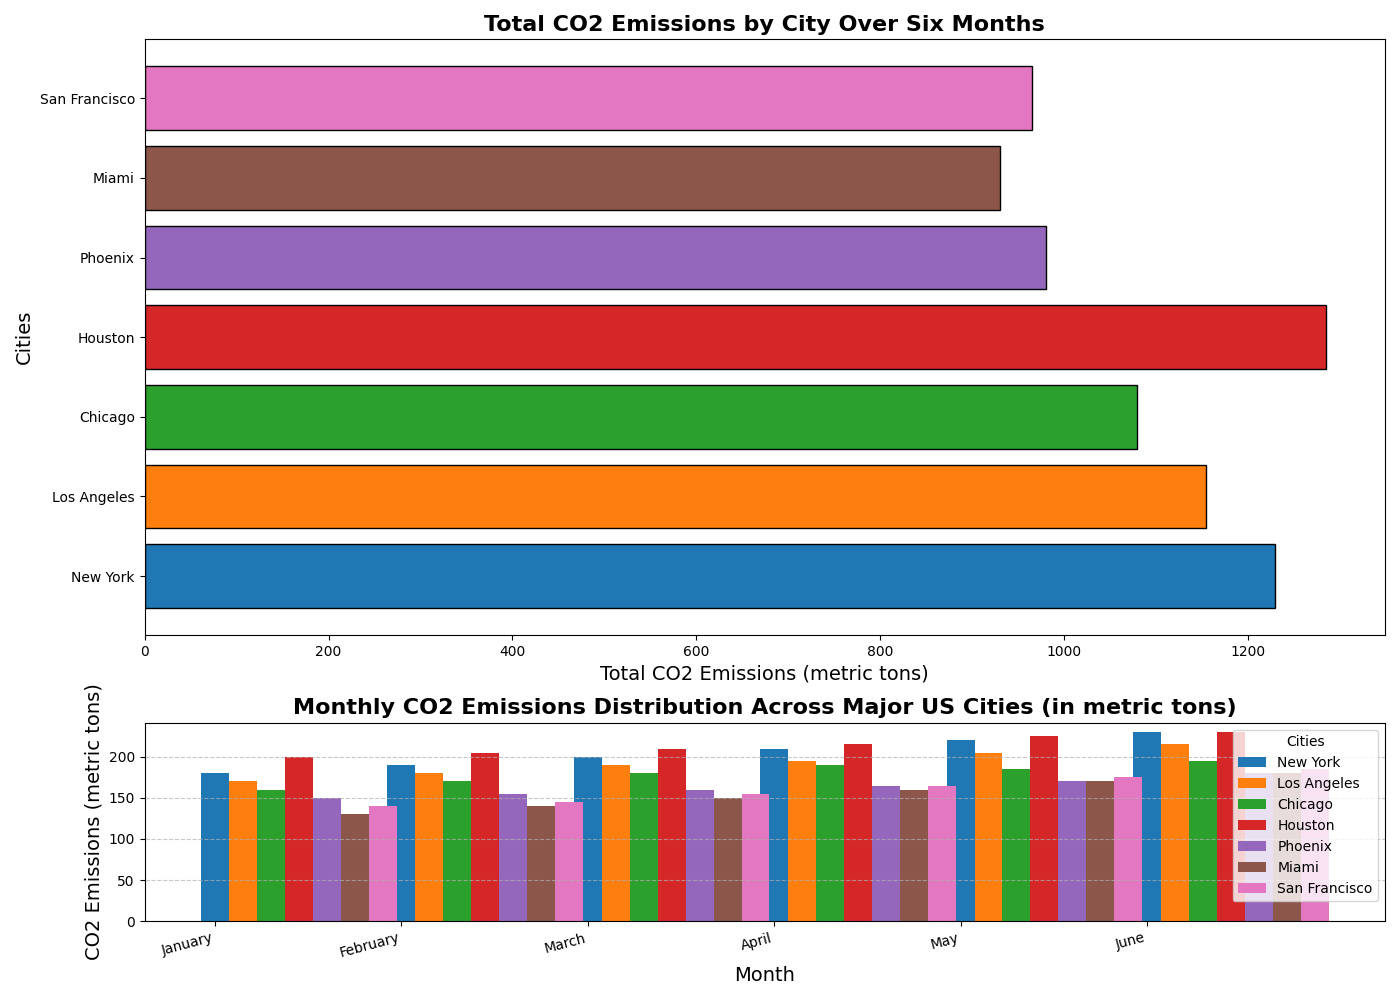 Total CO2 Emissions by City Over Six Months
Cities
San Francisco
Miami
Phoenix
Houston
Chicago
Los Angeles
New York
0 200 400 600 800 1000 1200
Total CO2 Emissions (metric tons)
Monthly CO2 Emissions Distribution Across Major US Cities (in metric tons)
CO2 Emissions (metric tons)
200
150
100
50
0
Cities
New York
Los Angeles
Chicago
Houston
Phoenix
Miami
San Francisco
January February March April May June
Month